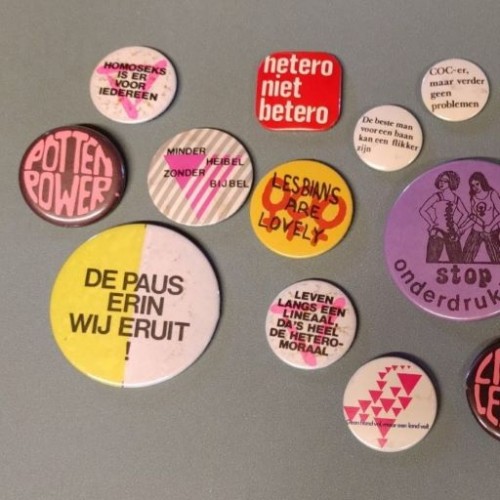 HOMOSEKS
IS ER
VOOR
IEDEREEN
hetero
niet
betero
COC-er,
maar verder
geen
problemen
De beste man
voor een baan
kan een flikker
zijn
POTTEN
POWER
MINDER HEIBEL
ZONDER BIJBEL
LESBIANS
ARE
LOVELY
stop
onderdruk
DE PAUS
ERIN
WIJ ERUIT
!
LEVEN
LANGS EEN
LINEAAL
DA'S HEEL
DE HETERO-
MORAAL